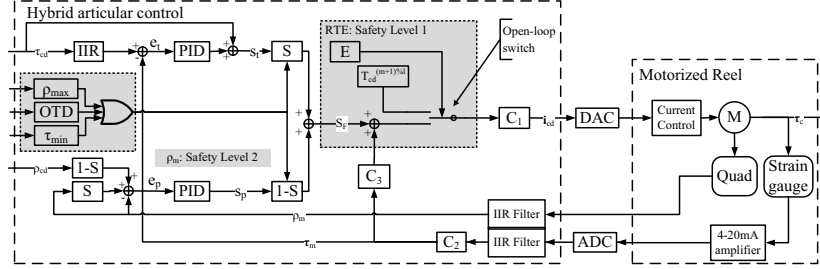 Hybrid articular control
RTE: Safety Level 1
Open-loop
switch
τcd
IIR
et
PID
st
S
E
Tcd(m+1)%l
Motorized Reel
ρmax
OTD
τmin
sF
C1
icd
DAC
Current
Control
M
τc
ρm: Safety Level 2
ρcd
1-S
S
ep
PID
sp
1-S
C3
Quad
Strain
gauge
ρm
IIR Filter
τm
C2
IIR Filter
ADC
4-20mA
amplifier
+
-
+
+
+
+
+
+
+
+
-